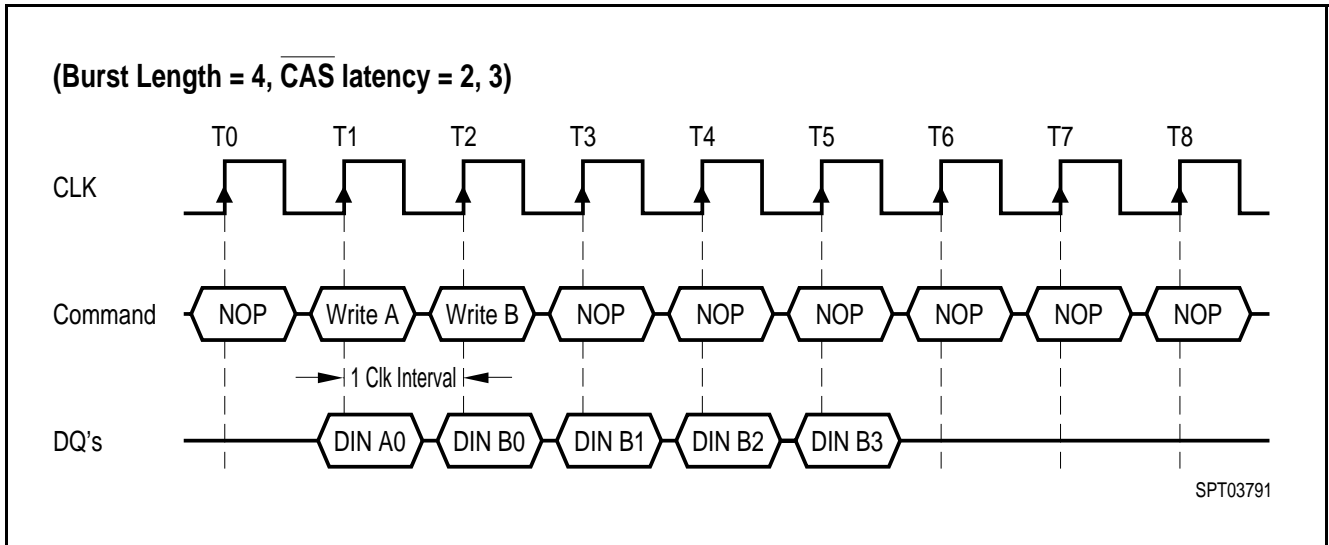 (Burst Length = 4, CAS latency = 2, 3)
T0 T1 T2 T3 T4 T5 T6 T7 T8
CLK
Command NOP Write A Write B NOP NOP NOP NOP NOP NOP
1 Clk Interval
DQ's DIN A0 DIN B0 DIN B1 DIN B2 DIN B3
SPT03791